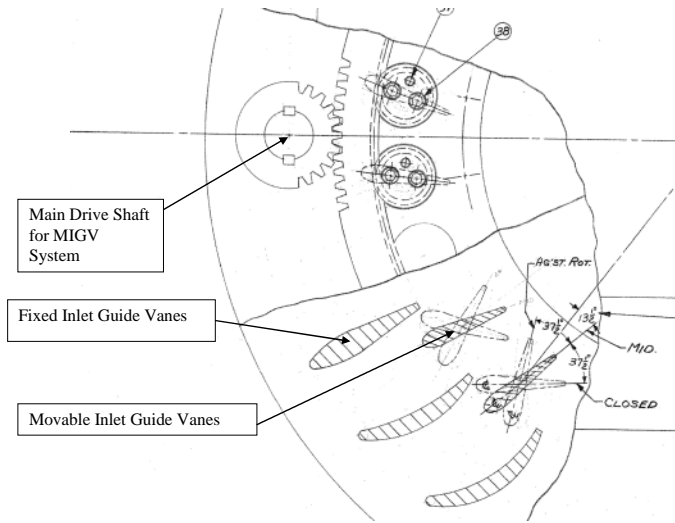 37
38
Main Drive Shaft
for MIGV
System
AG'ST. ROT.
Fixed Inlet Guide Vanes
13½°
37½°
MID.
37½°
CLOSED
Movable Inlet Guide Vanes